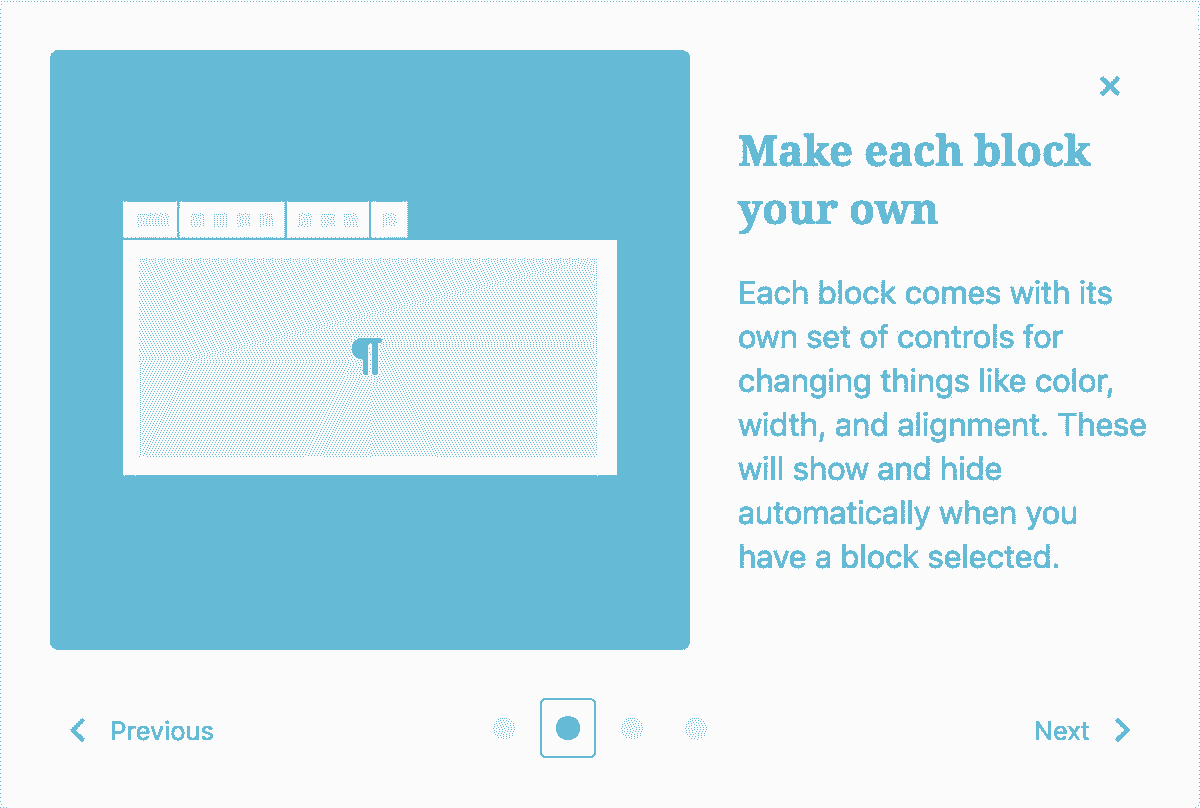 Make each block
your own
Each block comes with its
own set of controls for
changing things like color,
width, and alignment. These
will show and hide
automatically when you
have a block selected.
¶
Previous
Next